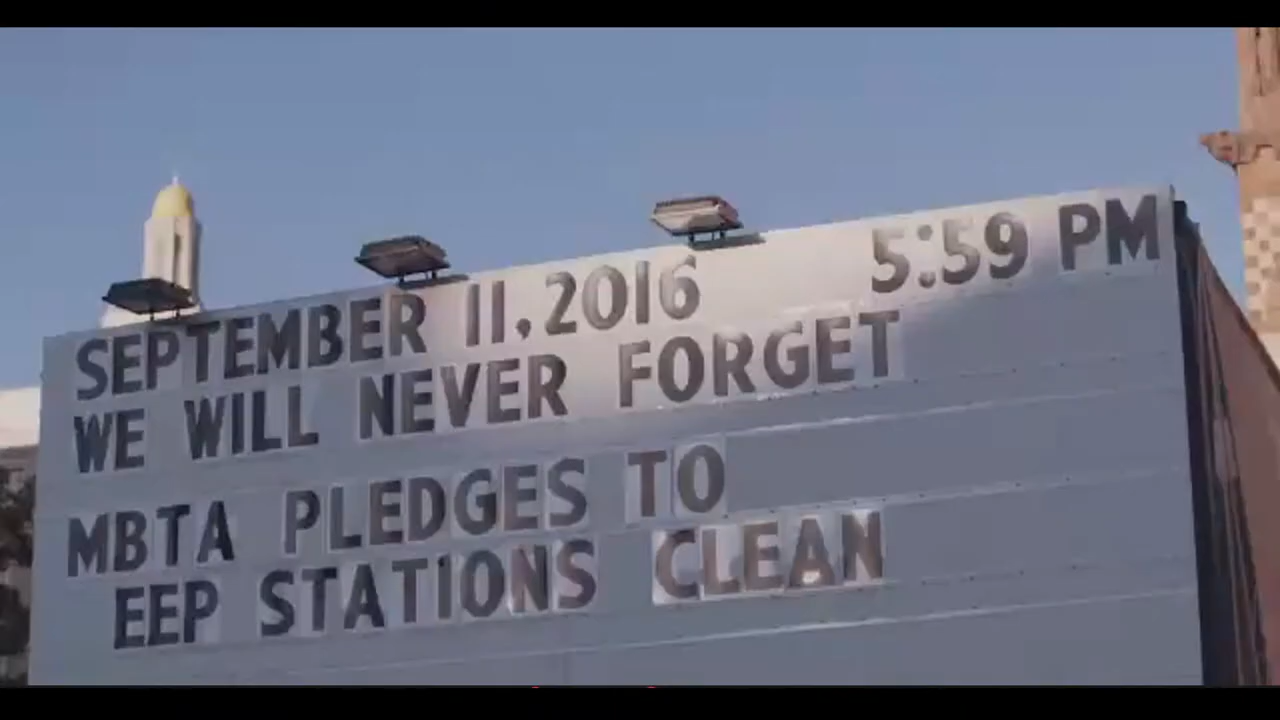 SEPTEMBER 11, 2016 5:59 PM
WE WILL NEVER FORGET
MBTA PLEDGES TO
EEP STATIONS CLEAN